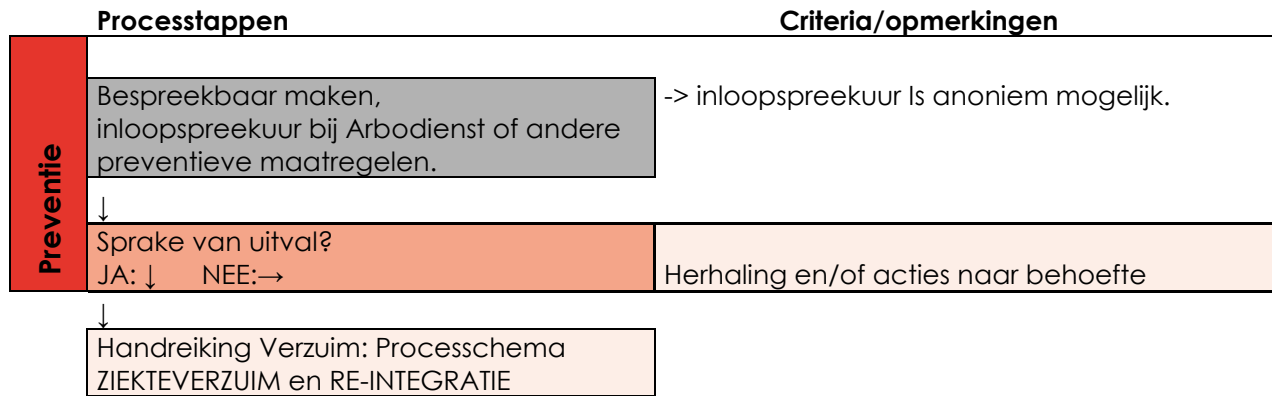 Processtappen Criteria/opmerkingen
Preventie
Bespreekbaar maken, -> inloopspreekuur Is anoniem mogelijk.
inloopspreekuur bij Arbodienst of andere
preventieve maatregelen.
↓
Sprake van uitval?
JA: ↓ NEE:→ Herhaling en/of acties naar behoefte
↓
Handreiking Verzuim: Processchema
ZIEKTEVERZUIM en RE-INTEGRATIE